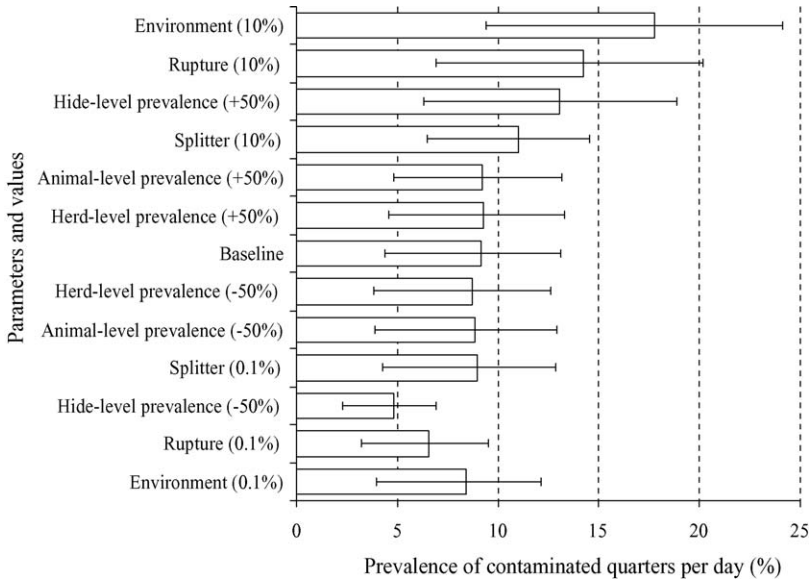 Environment (10%)
Rupture (10%)
Hide-level prevalence (+50%)
Splitter (10%)
Animal-level prevalence (+50%)
Herd-level prevalence (+50%)
Baseline
Herd-level prevalence (-50%)
Animal-level prevalence (-50%)
Splitter (0.1%)
Hide-level prevalence (-50%)
Rupture (0.1%)
Environment (0.1%)
Parameters and values
0 5 10 15 20 25
Prevalence of contaminated quarters per day (%)